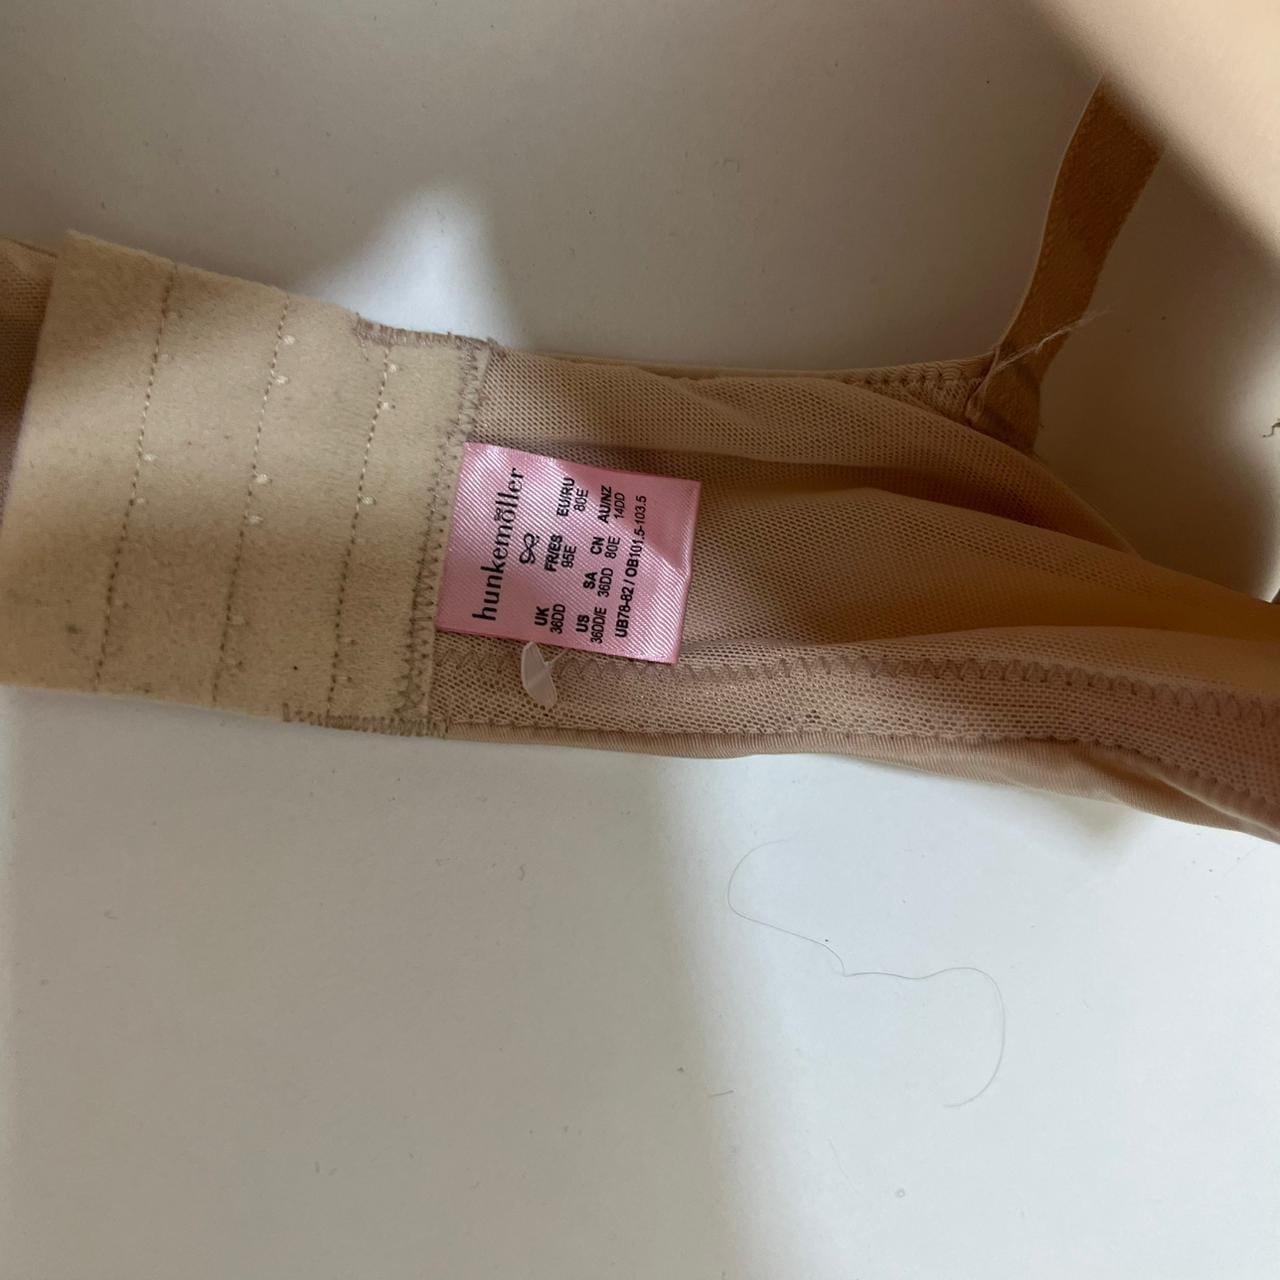 hunkemöller
UK FR/ES EU/RU
36DD 95E 80E
US SA CN AU/NZ
36DD/E 36DD 80E 14DD
UB78-82 / OB101.5-103.5